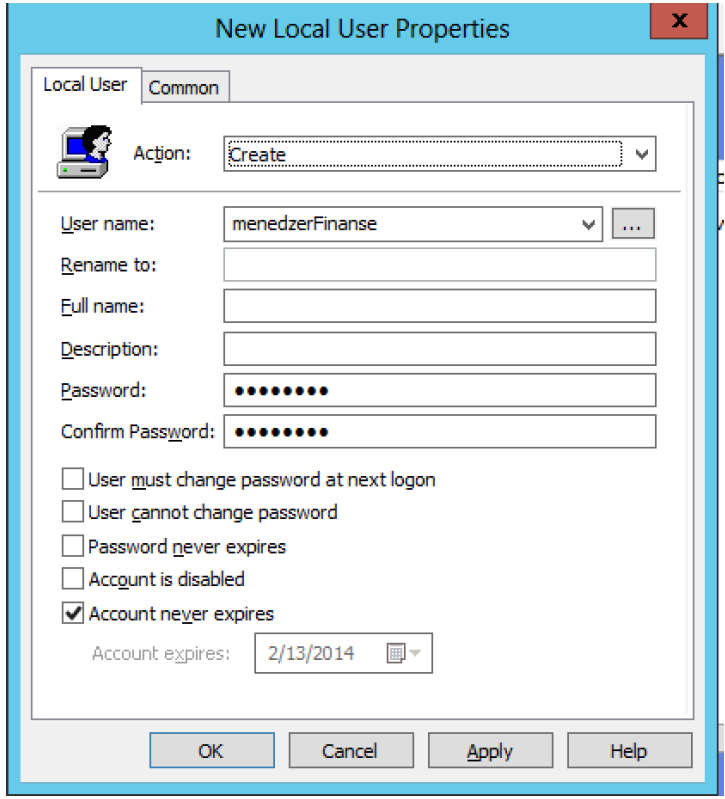 New Local User Properties
x
Local User Common
Action: Create
User name: menedzerFinanse ...
Rename to:
Full name:
Description:
Password: ●●●●●●●●
Confirm Password: ●●●●●●●●
User must change password at next logon
User cannot change password
Password never expires
Account is disabled
Account never expires
Account expires: 2/13/2014
OK Cancel Apply Help